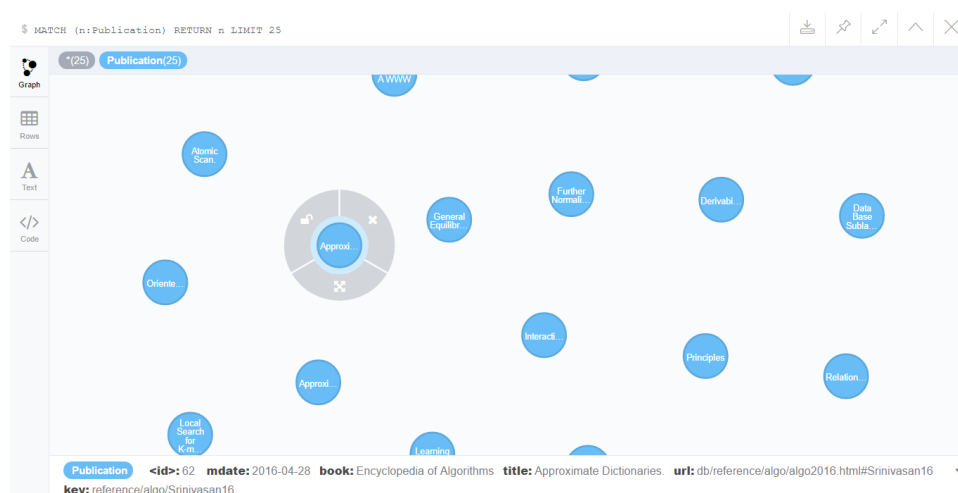 $ MATCH (n:Publication) RETURN n LIMIT 25
*(25) Publication(25)
Graph
Rows
A
Text
</>
Code
A WWW
Atomic
Scan.
Further
Normali...
Derivabi...
General
Equilibr...
Data
Base
Subla...
Approxi...
Oriente...
Interacti...
Principles
Relation...
Approxi...
Local
Search
for
K-m...
Learning
Publication <id>: 62 mdate: 2016-04-28 book: Encyclopedia of Algorithms title: Approximate Dictionaries. url: db/reference/algo/algo2016.html#Srinivasan16
key: reference/algo/Srinivasan16